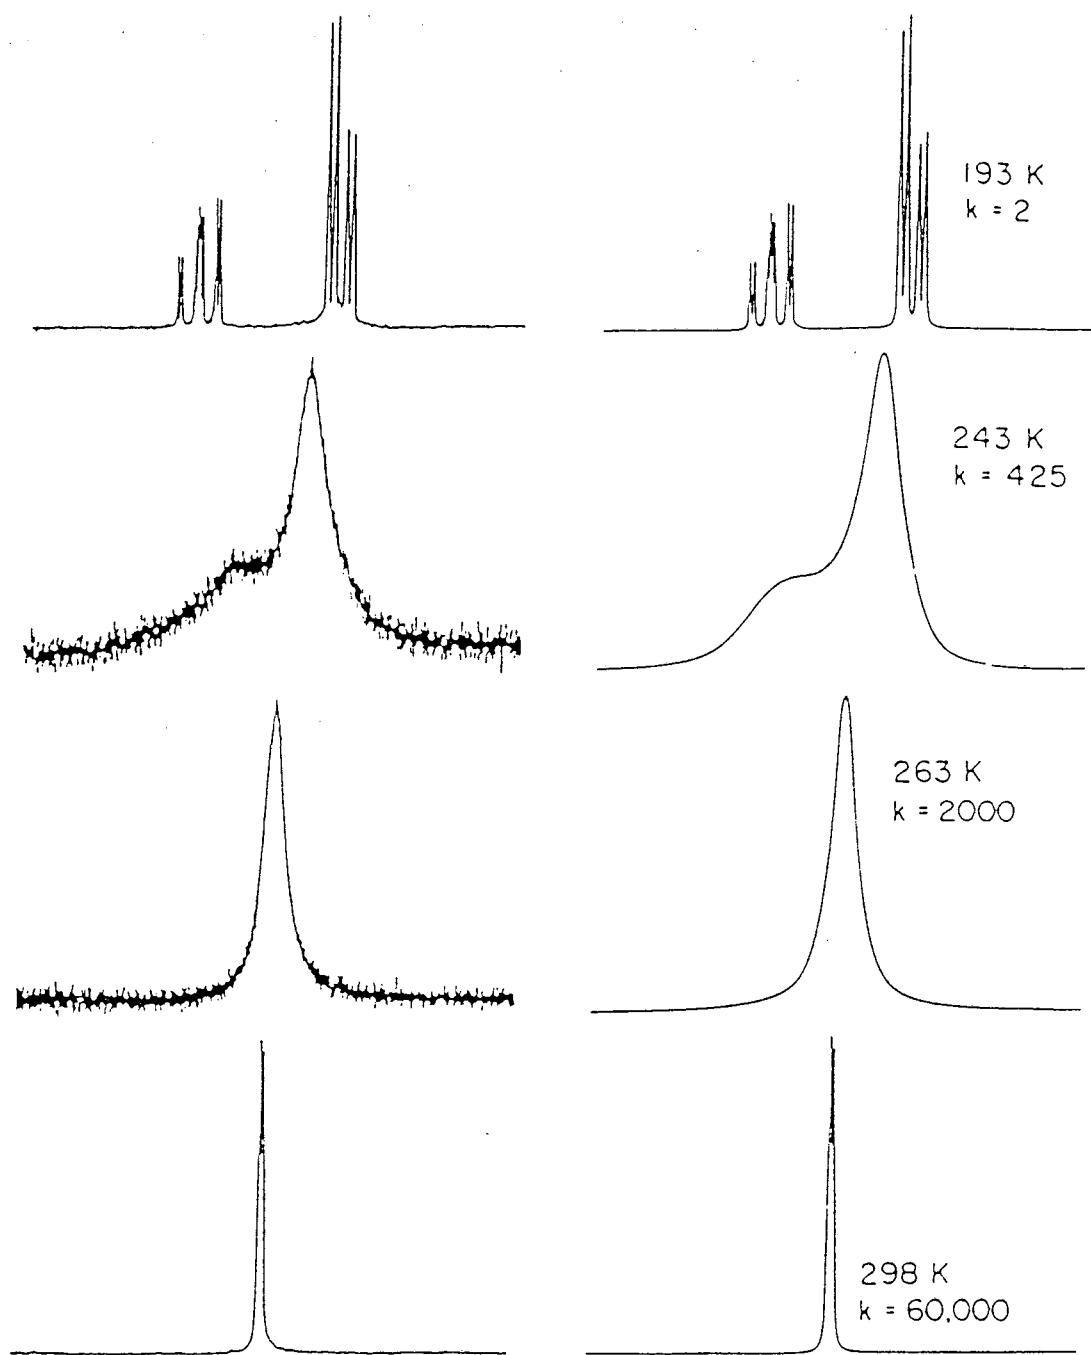 193 K
k = 2
243 K
k = 425
263 K
k = 2000
298 K
k = 60,000